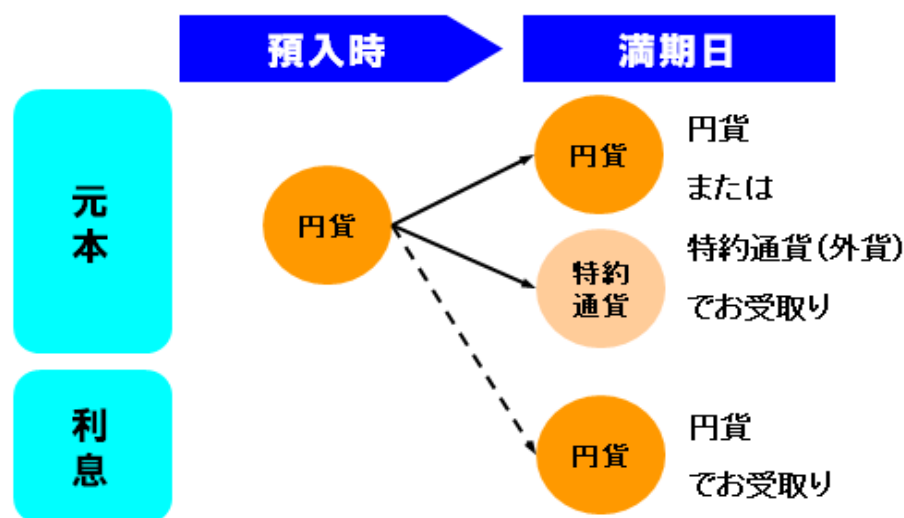 預入時
満期日
元本
円貨
円貨
円貨
または
特約
通貨
特約通貨(外貨)
でお受取り
利息
円貨
円貨
でお受取り